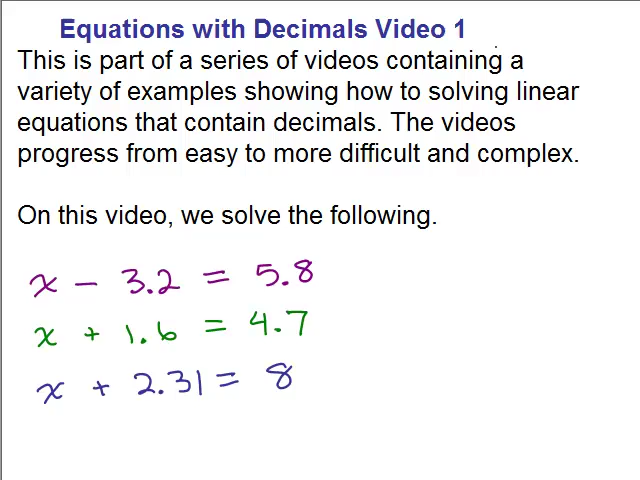 Equations with Decimals Video 1
This is part of a series of videos containing a
variety of examples showing how to solving linear
equations that contain decimals. The videos
progress from easy to more difficult and complex.
On this video, we solve the following.
x - 3.2 = 5.8
x + 1.6 = 4.7
x + 2.31 = 8